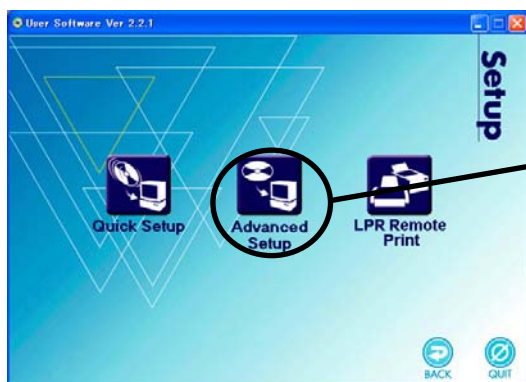 User Software Ver 2.2.1
Setup
Quick Setup
Advanced
Setup
LPR Remote
Print
BACK
QUIT